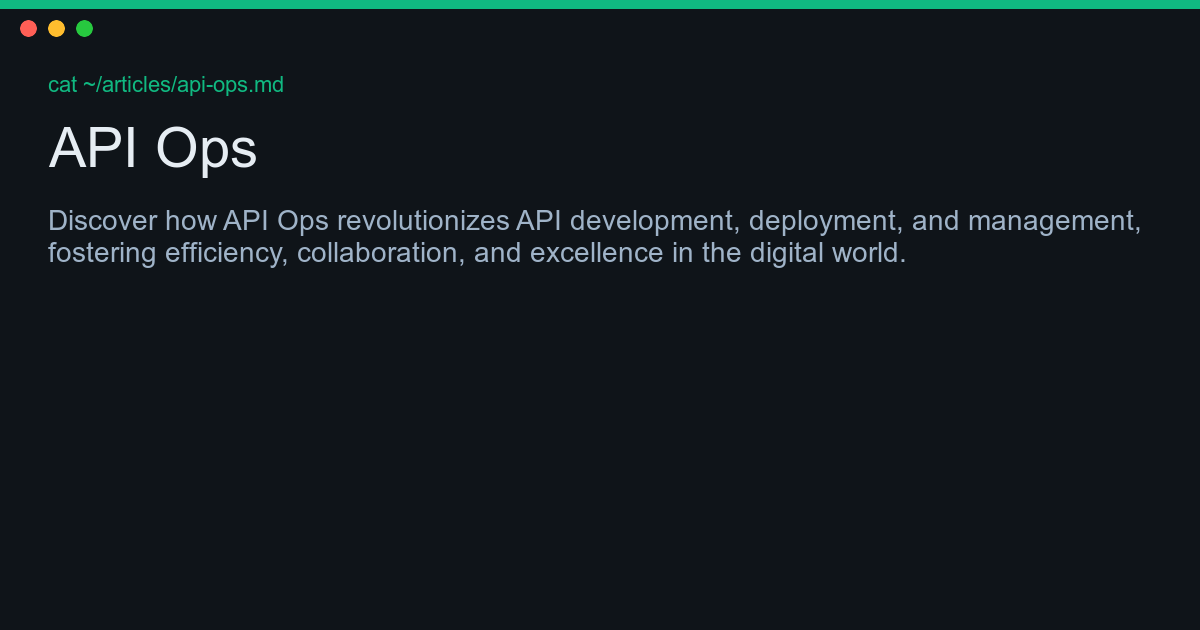 cat ~/articles/api-ops.md
API Ops
Discover how API Ops revolutionizes API development, deployment, and management,
fostering efficiency, collaboration, and excellence in the digital world.